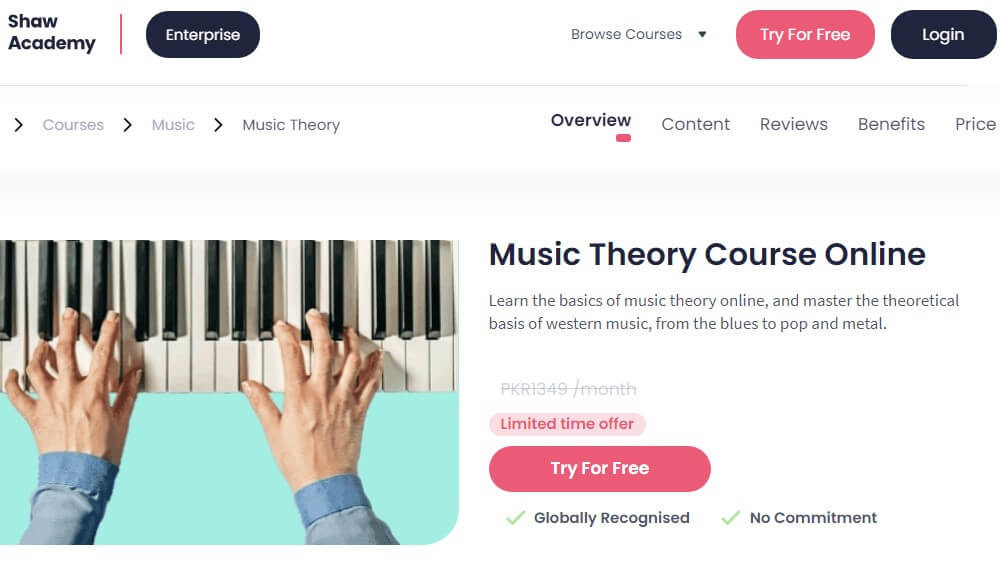 Shaw
Academy
Enterprise
Browse Courses
Try For Free
Login
Courses
Music
Music Theory
Overview
Content
Reviews
Benefits
Price
Music Theory Course Online
Learn the basics of music theory online, and master the theoretical
basis of western music, from the blues to pop and metal.
PKR1349 /month
Limited time offer
Try For Free
Globally Recognised
No Commitment